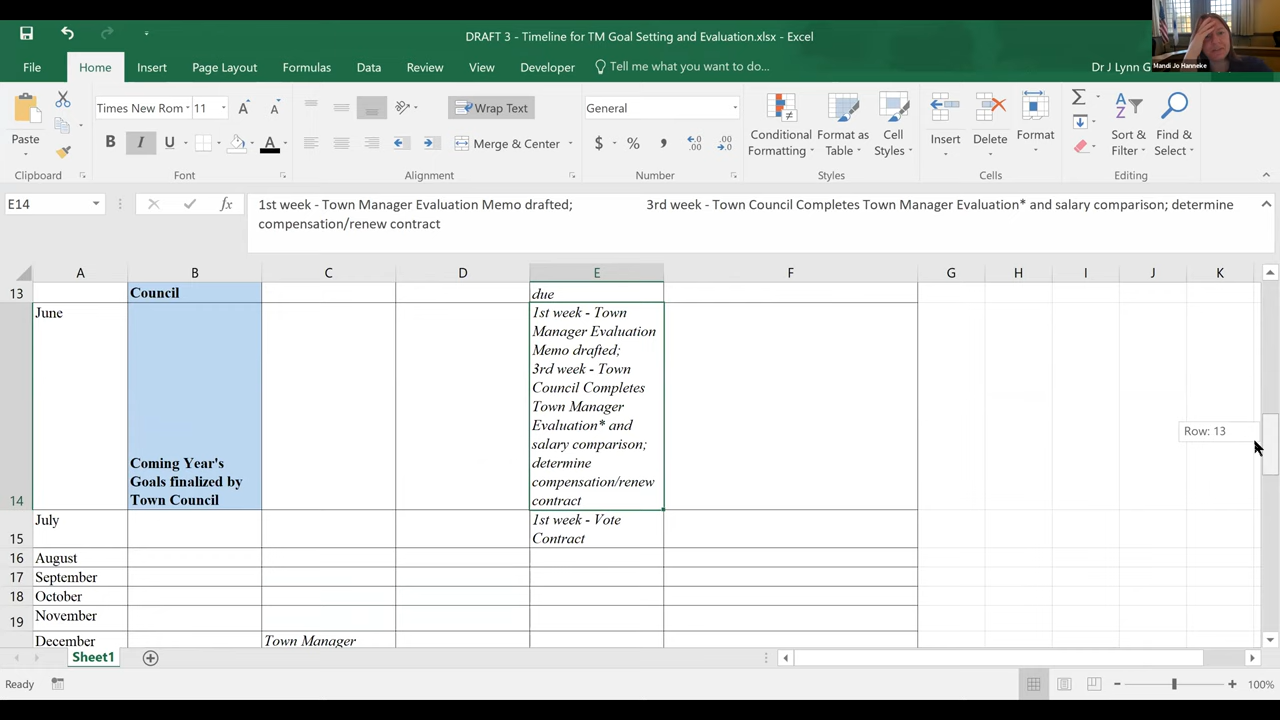 DRAFT 3 - Timeline for TM Goal Setting and Evaluation.xlsx - Excel
Mandi Jo Hanneke
File
Home
Insert
Page Layout
Formulas
Data
Review
View
Developer
Tell me what you want to do...
Dr J Lynn G
Paste
Times New Rom
11
A
A
B
I
U
A
Wrap Text
Merge & Center
General
$
%
Conditional
Formatting
Format as
Table
Cell
Styles
Insert
Delete
Format
Sort &
Filter
Find &
Select
Clipboard
Font
Alignment
Number
Styles
Cells
Editing
E14
fx
1st week - Town Manager Evaluation Memo drafted; 3rd week - Town Council Completes Town Manager Evaluation* and salary comparison; determine
compensation/renew contract
A B C D E F G H I J K
13
Council
due
14
June
Coming Year's
Goals finalized by
Town Council
1st week - Town
Manager Evaluation
Memo drafted;
3rd week - Town
Council Completes
Town Manager
Evaluation* and
salary comparison;
determine
compensation/renew
contract
Row: 13
15
July
1st week - Vote
Contract
16 August
17 September
18 October
19 November
December
Town Manager
Sheet1
Ready
100%